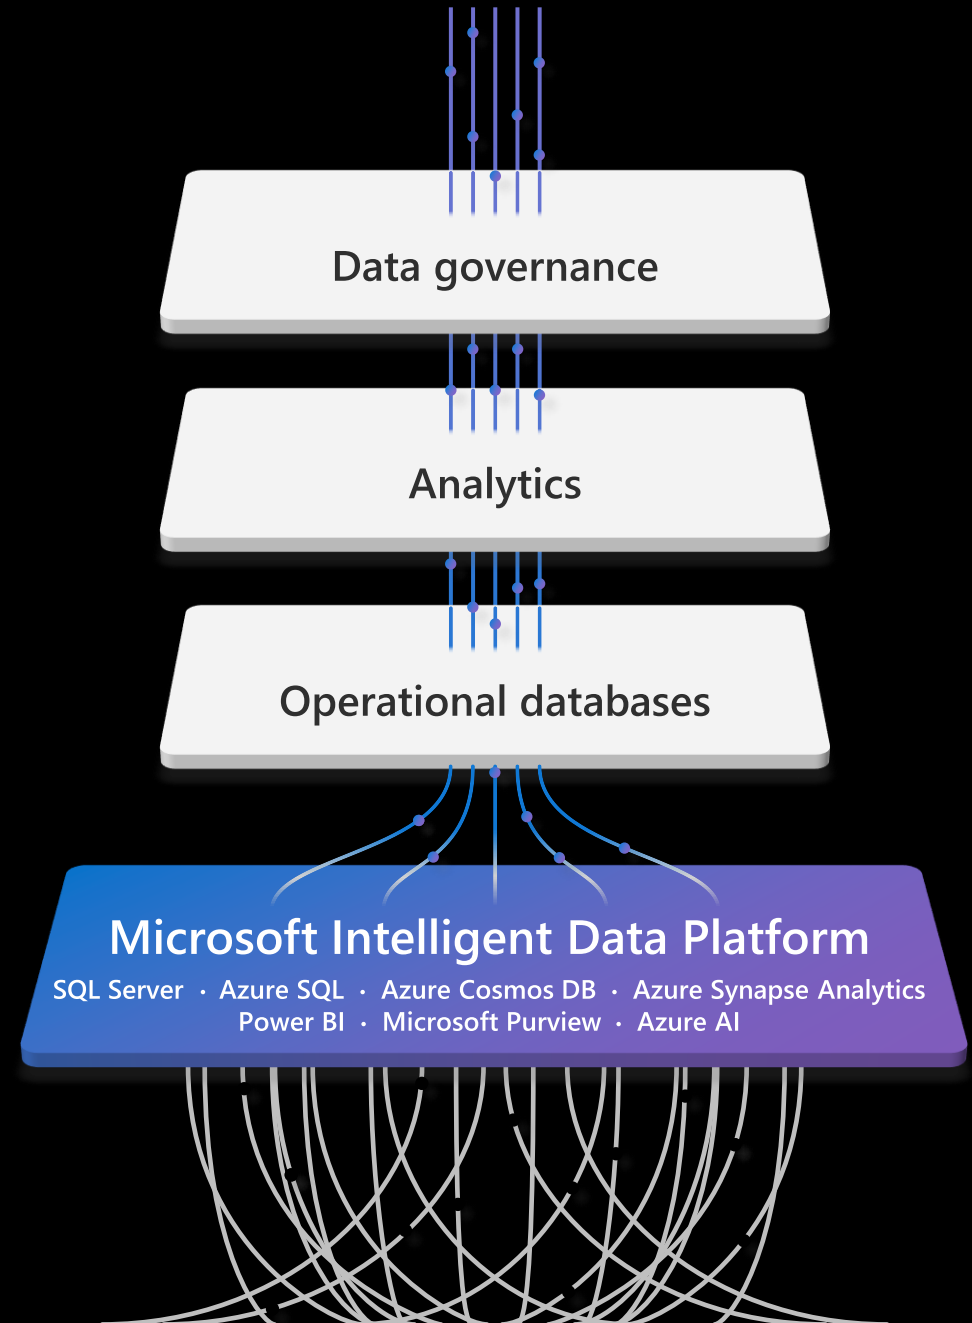 Data governance
Analytics
Operational databases
Microsoft Intelligent Data Platform
SQL Server · Azure SQL · Azure Cosmos DB · Azure Synapse Analytics
Power BI · Microsoft Purview · Azure AI